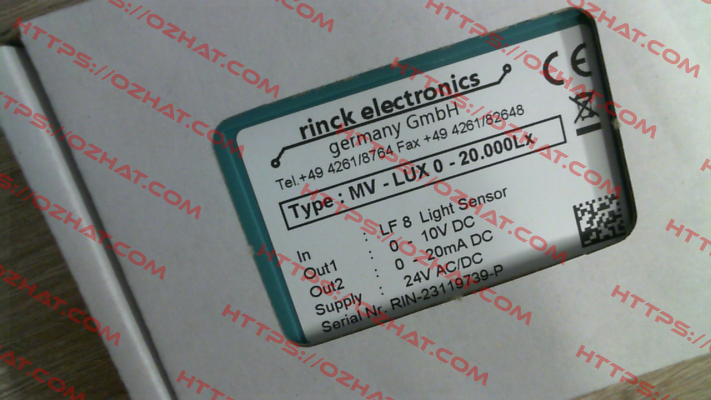 rinck electronics
germany GmbH
Tel.+49 4261/8764 Fax +49 4261/82648
Type : MV - LUX 0 - 20.000Lx
In : LF 8 Light Sensor
Out1 : 0 - 10V DC
Out2 : 0 - 20mA DC
Supply : 24V AC/DC
Serial Nr. RIN-23119739-P
CE
HTTPS://OZHAT.COM